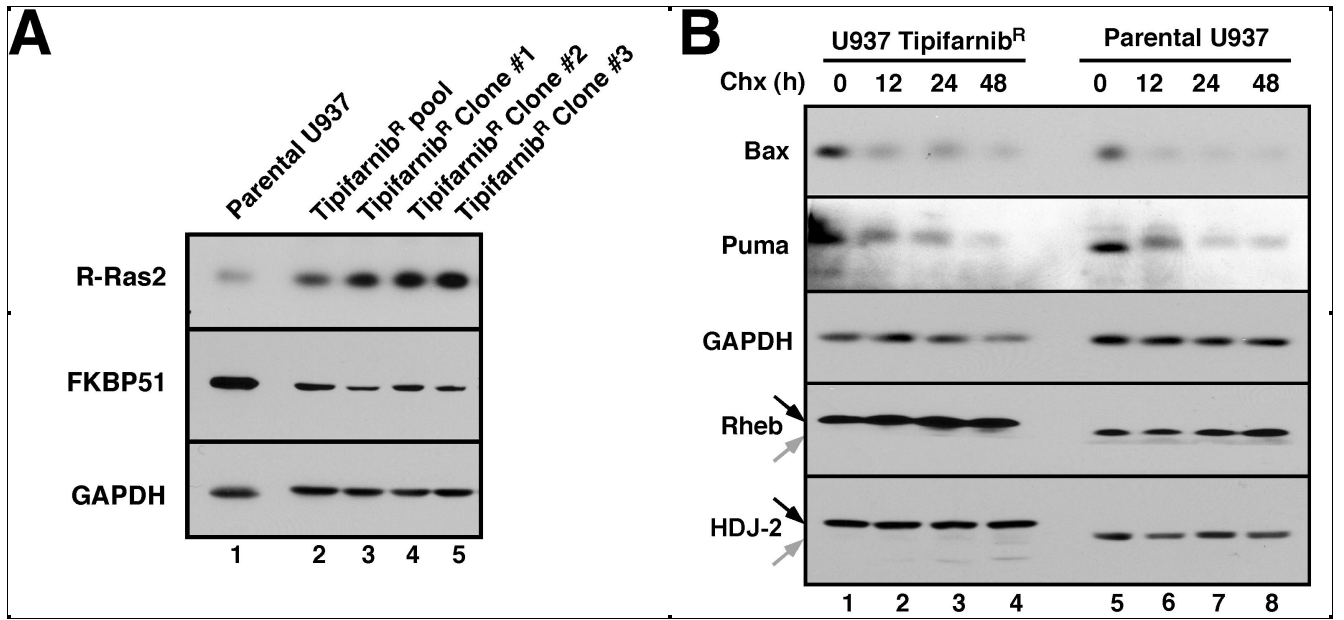 A
Parental U937
Tipifarnibᴿ pool
Tipifarnibᴿ Clone #1
Tipifarnibᴿ Clone #2
Tipifarnibᴿ Clone #3
R-Ras2
FKBP51
GAPDH
1 2 3 4 5
B
U937 Tipifarnibᴿ Parental U937
Chx (h) 0 12 24 48 0 12 24 48
Bax
Puma
GAPDH
Rheb
HDJ-2
1 2 3 4 5 6 7 8